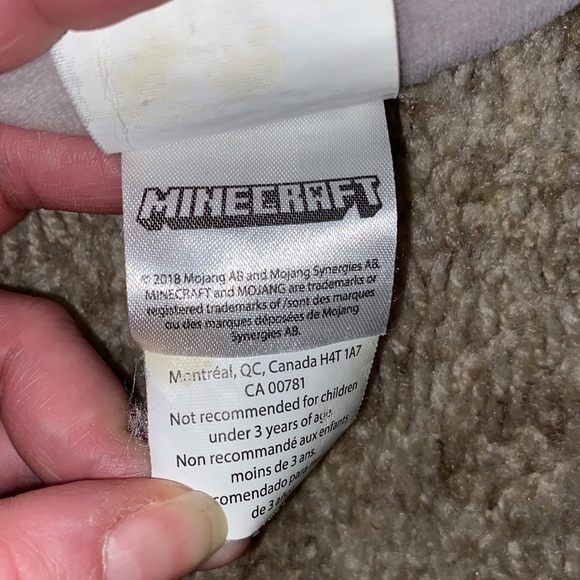 MINECRAFT
© 2018 Mojang AB and Mojang Synergies AB.
MINECRAFT and MOJANG are trademarks or
registered trademarks of /sont des marques
ou des marques déposées de Mojang
Synergies AB.
Montréal, QC, Canada H4T 1A7
CA 00781
Not recommended for children
under 3 years of age.
Non recommandé aux enfants
moins de 3 ans.
comendado para
de 3